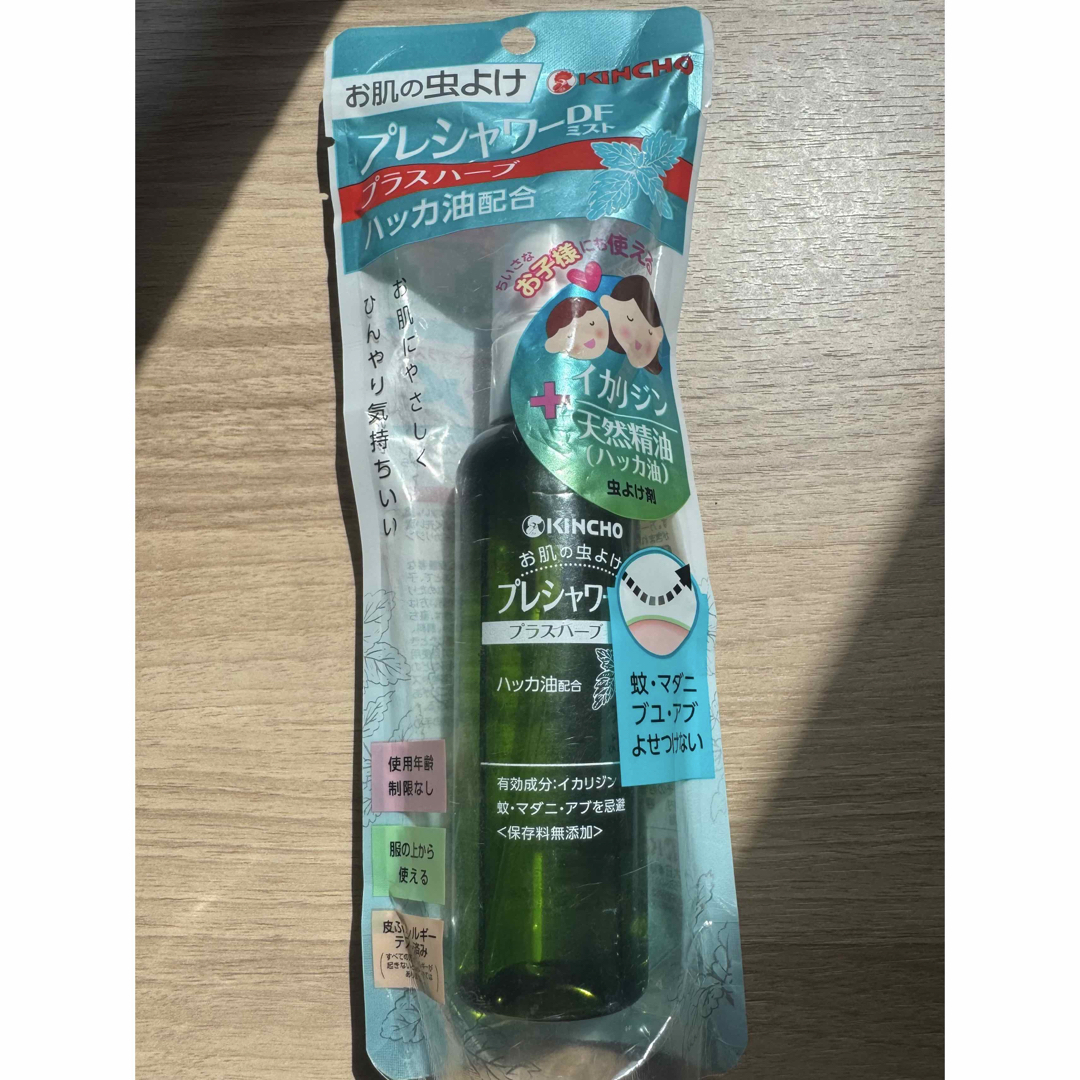 お肌の虫よけ
KINCHO
プレシャワーDF
ミスト
プラスハーブ
ハッカ油配合
ちいさな
お子様にも使える
お肌にやさしく
ひんやり気持ちいい
イカリジン
+
天然精油
(ハッカ油)
虫よけ剤
KINCHO
お肌の虫よけ
プレシャワー
プラスハーブ
ハッカ油配合
蚊・マダニ
ブユ・アブ
よせつけない
有効成分:イカリジン
蚊・マダニ・アブを忌避
<保存料無添加>
使用年齢
制限なし
服の上から
使える